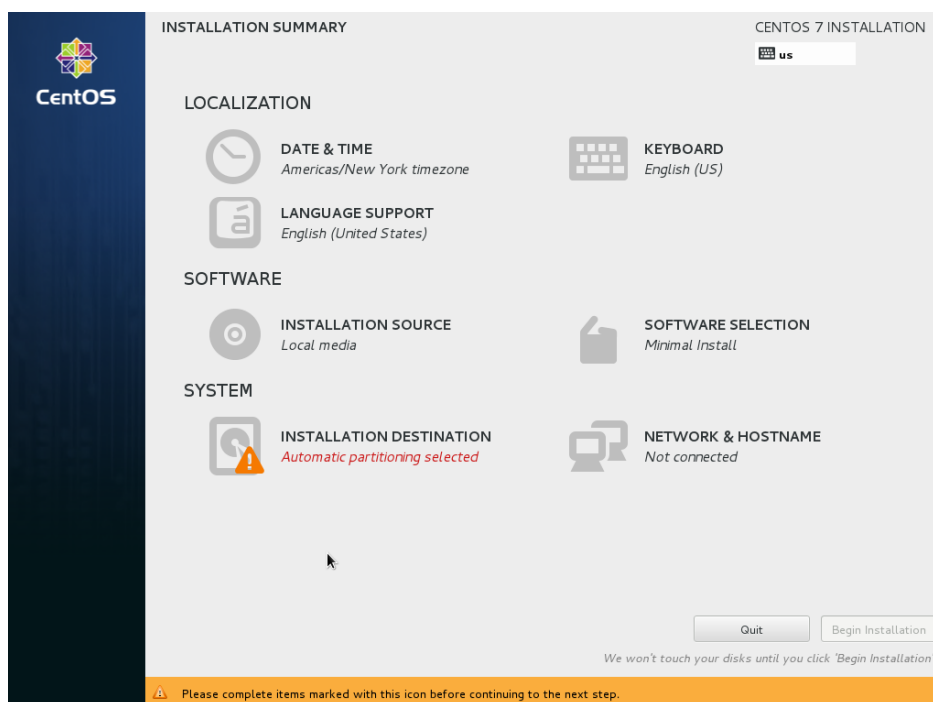 INSTALLATION SUMMARY
CENTOS 7 INSTALLATION
us
CentOS
LOCALIZATION
DATE & TIME
Americas/New York timezone
KEYBOARD
English (US)
LANGUAGE SUPPORT
English (United States)
SOFTWARE
INSTALLATION SOURCE
Local media
SOFTWARE SELECTION
Minimal Install
SYSTEM
INSTALLATION DESTINATION
Automatic partitioning selected
NETWORK & HOSTNAME
Not connected
Quit
Begin Installation
We won't touch your disks until you click 'Begin Installation'
Please complete items marked with this icon before continuing to the next step.